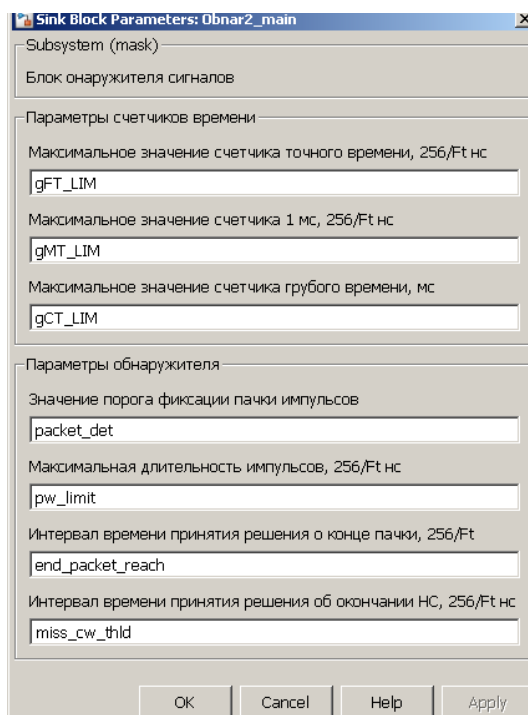 Sink Block Parameters: Obnar2_main
Subsystem (mask)
Блок онаружителя сигналов
Параметры счетчиков времени
Максимальное значение счетчика точного времени, 256/Ft нс
gFT_LIM
Максимальное значение счетчика 1 мс, 256/Ft нс
gMT_LIM
Максимальное значение счетчика грубого времени, мс
gCT_LIM
Параметры обнаружителя
Значение порога фиксации пачки импульсов
packet_det
Максимальная длительность импульсов, 256/Ft нс
pw_limit
Интервал времени принятия решения о конце пачки, 256/Ft
end_packet_reach
Интервал времени принятия решения об окончании НС, 256/Ft нс
miss_cw_thld
OK Cancel Help Apply